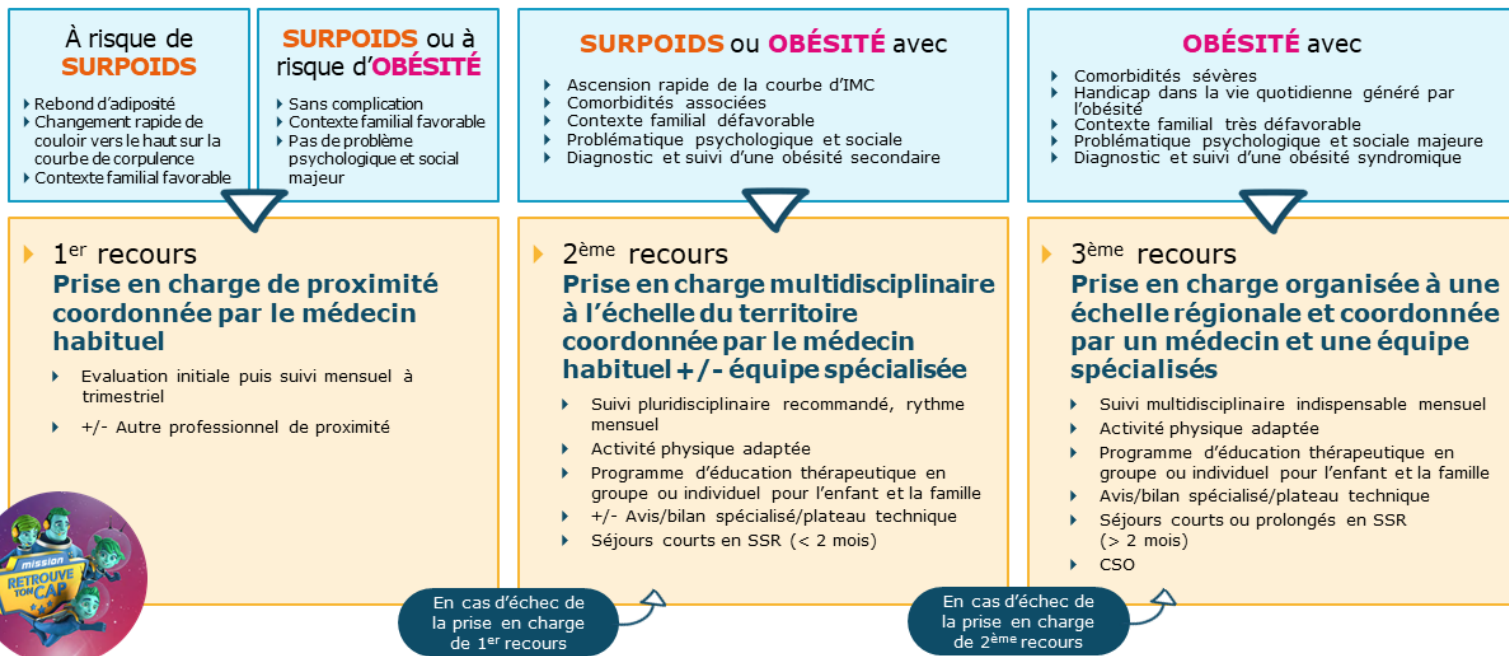 À risque de
SURPOIDS
Rebond d'adiposité
Changement rapide de
couloir vers le haut sur la
courbe de corpulence
Contexte familial favorable
SURPOIDS ou à
risque d'OBÉSITÉ
Sans complication
Contexte familial favorable
Pas de problème
psychologique et social
majeur
SURPOIDS ou OBÉSITÉ avec
Ascension rapide de la courbe d'IMC
Comorbidités associées
Contexte familial défavorable
Problématique psychologique et sociale
Diagnostic et suivi d'une obésité secondaire
OBÉSITÉ avec
Comorbidités sévères
Handicap dans la vie quotidienne généré par
l'obésité
Contexte familial très défavorable
Problématique psychologique et sociale majeure
Diagnostic et suivi d'une obésité syndromique
1er recours
Prise en charge de proximité
coordonnée par le médecin
habituel
Evaluation initiale puis suivi mensuel à
trimestriel
+/- Autre professionnel de proximité
2ème recours
Prise en charge multidisciplinaire
à l'échelle du territoire
coordonnée par le médecin
habituel +/- équipe spécialisée
Suivi pluridisciplinaire recommandé, rythme
mensuel
Activité physique adaptée
Programme d'éducation thérapeutique en
groupe ou individuel pour l'enfant et la famille
+/- Avis/bilan spécialisé/plateau technique
Séjours courts en SSR (< 2 mois)
3ème recours
Prise en charge organisée à une
échelle régionale et coordonnée
par un médecin et une équipe
spécialisés
Suivi multidisciplinaire indispensable mensuel
Activité physique adaptée
Programme d'éducation thérapeutique en
groupe ou individuel pour l'enfant et la famille
Avis/bilan spécialisé/plateau technique
Séjours courts ou prolongés en SSR
(> 2 mois)
CSO
mission
RETROUVE
TON CAP
En cas d'échec de
la prise en charge
de 1er recours
En cas d'échec de
la prise en charge
de 2ème recours